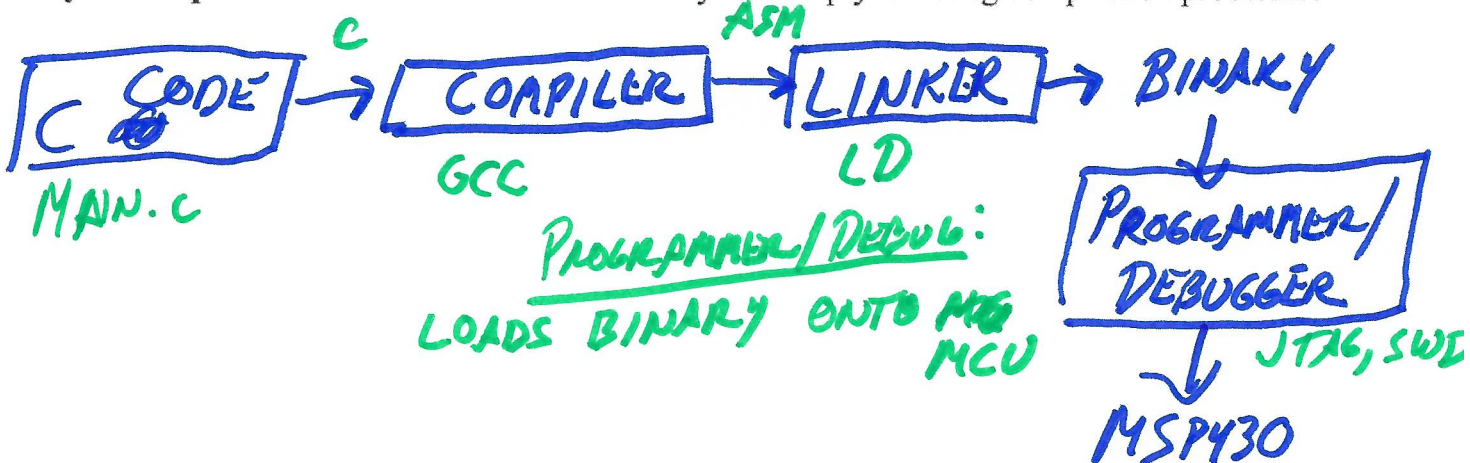 C
ASM
C CODE
COMPILER
LINKER
BINARY
MAIN.C
GCC
LD
PROGRAMMER/
DEBUGGER
PROGRAMMER/DEBUG:
LOADS BINARY ONTO
MCU
JTAG, SWD
MSP430